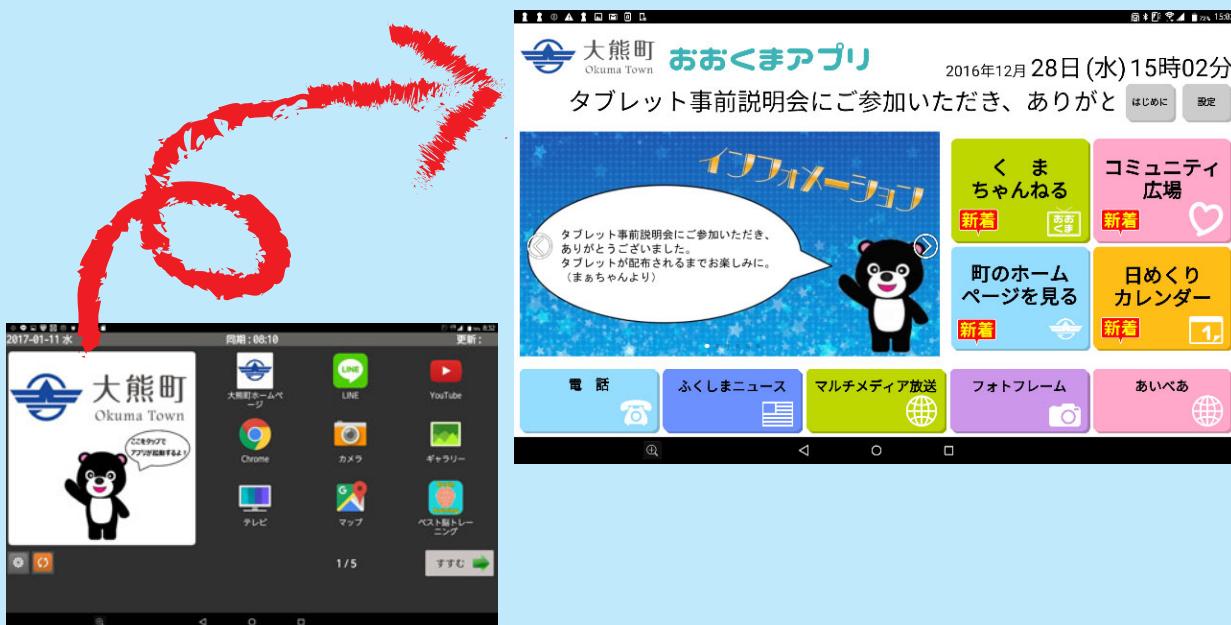 72% 15:02
大熊町
Okuma Town
おおくまアプリ
2016年12月28日(水)15時02分
タブレット事前説明会にご参加いただき、ありがと
はじめに
設定
インフォメーション
タブレット事前説明会にご参加いただき、
ありがとうございました。
タブレットが配布されるまでお楽しみに。
(まぁちゃんより)
く ま
ちゃんねる
新着
おお
くま
コミュニティ
広場
新着
町のホーム
ページを見る
新着
日めくり
カレンダー
新着
1
電 話
ふくしまニュース
マルチメディア放送
フォトフレーム
あいべあ
8:32
2017-01-11 水
同期 : 08:10
更新 :
大熊町
Okuma Town
ここをタップで
アプリが起動するよ!
大熊町ホームペ
ージ
LINE
LINE
YouTube
Chrome
カメラ
ギャラリー
テレビ
G
マップ
ベスト脳トレー
ニング
1/5
すすむ